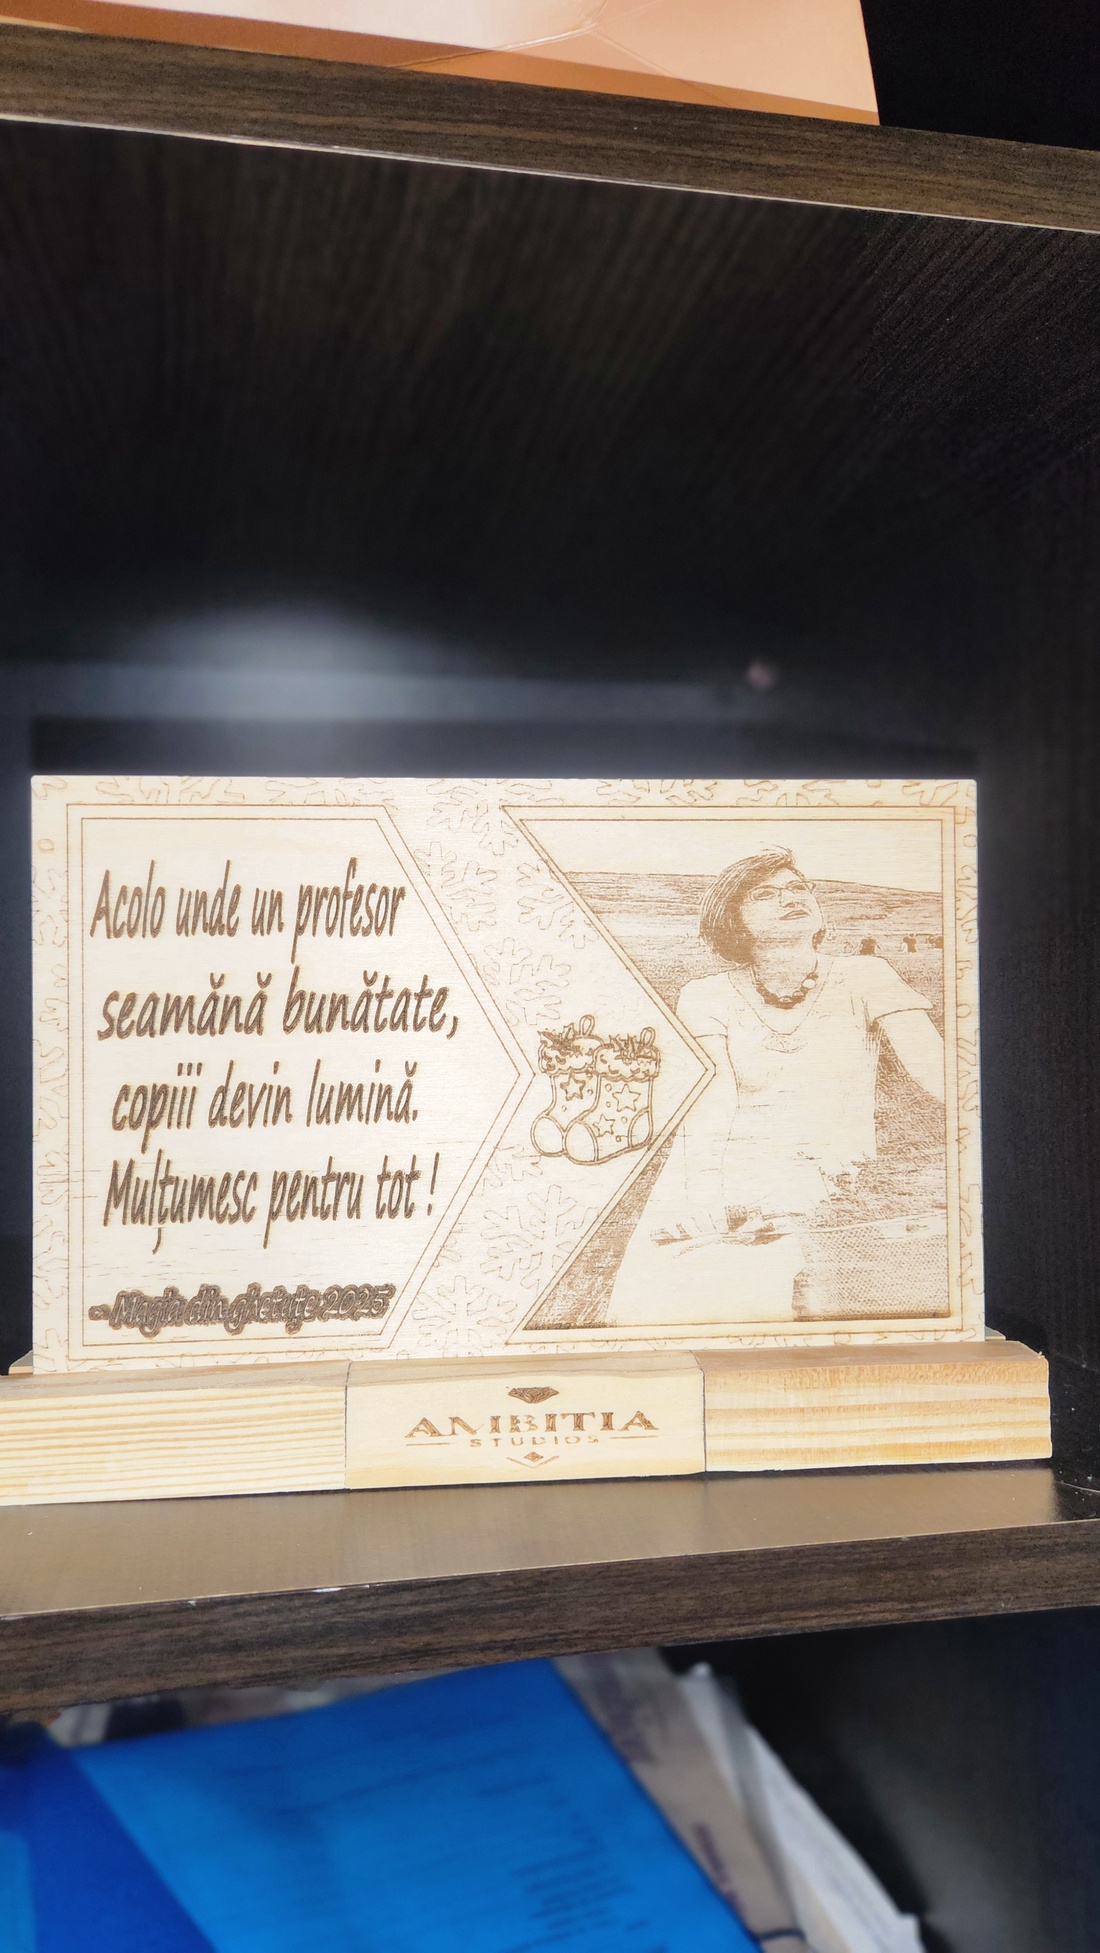 Acolo unde un profesor
seamănă bunătate,
copiii devin lumină.
Mulțumesc pentru tot !
- Magia din ghetuțe 2025
AMBITIA
STUDIOS